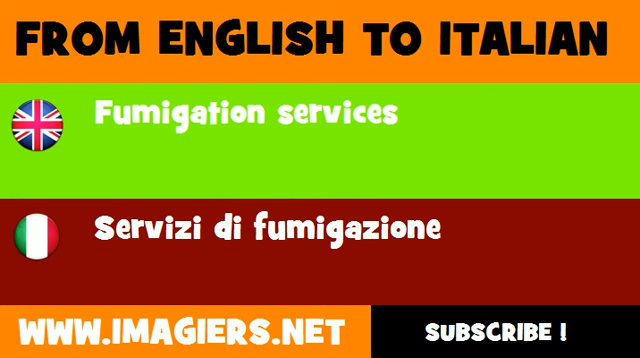 FROM ENGLISH TO ITALIAN
Fumigation services
Servizi di fumigazione
WWW.IMAGIERS.NET
SUBSCRIBE !